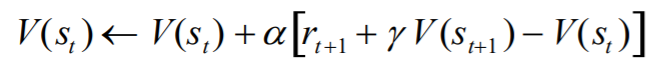 V(s_t) ← V(s_t) + α[r_{t+1} + γV(s_{t+1}) − V(s_t)]